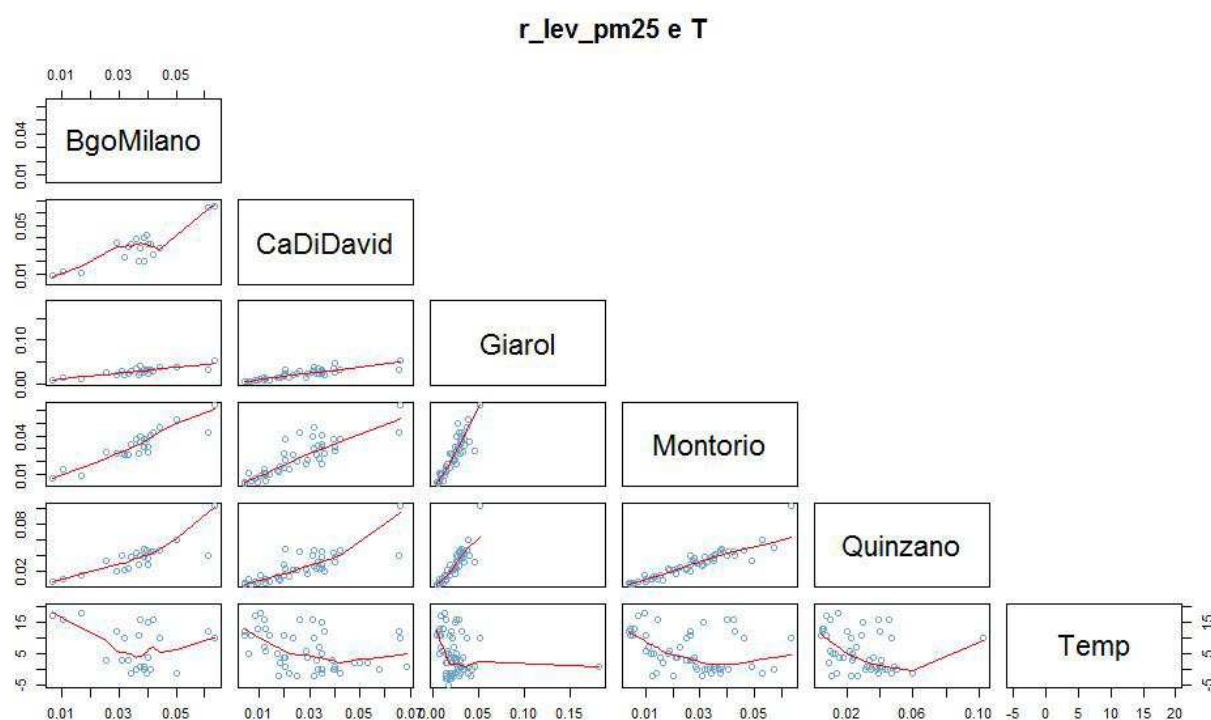 r_lev_pm25 e T
0.01 0.03 0.05
0.01 0.04
BgoMilano
0.01 0.05
CaDiDavid
0.00 0.10
Giarol
0.01 0.04
Montorio
0.02 0.08
Quinzano
-5 5 15
Temp
-5 5 15
0.01 0.03 0.05
0.01 0.03 0.05 0.07
0.00 0.05 0.10 0.15
0.01 0.03 0.05
0.02 0.06 0.10
-5 0 5 10 15 20